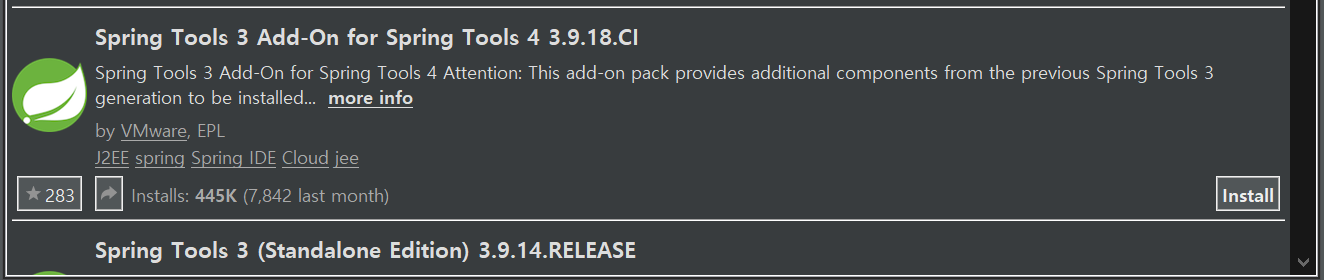 Spring Tools 3 Add-On for Spring Tools 4 3.9.18.CI
Spring Tools 3 Add-On for Spring Tools 4 Attention: This add-on pack provides additional components from the previous Spring Tools 3
generation to be installed... more info
by VMware, EPL
J2EE spring Spring IDE Cloud jee
283 Installs: 445K (7,842 last month) Install
Spring Tools 3 (Standalone Edition) 3.9.14.RELEASE